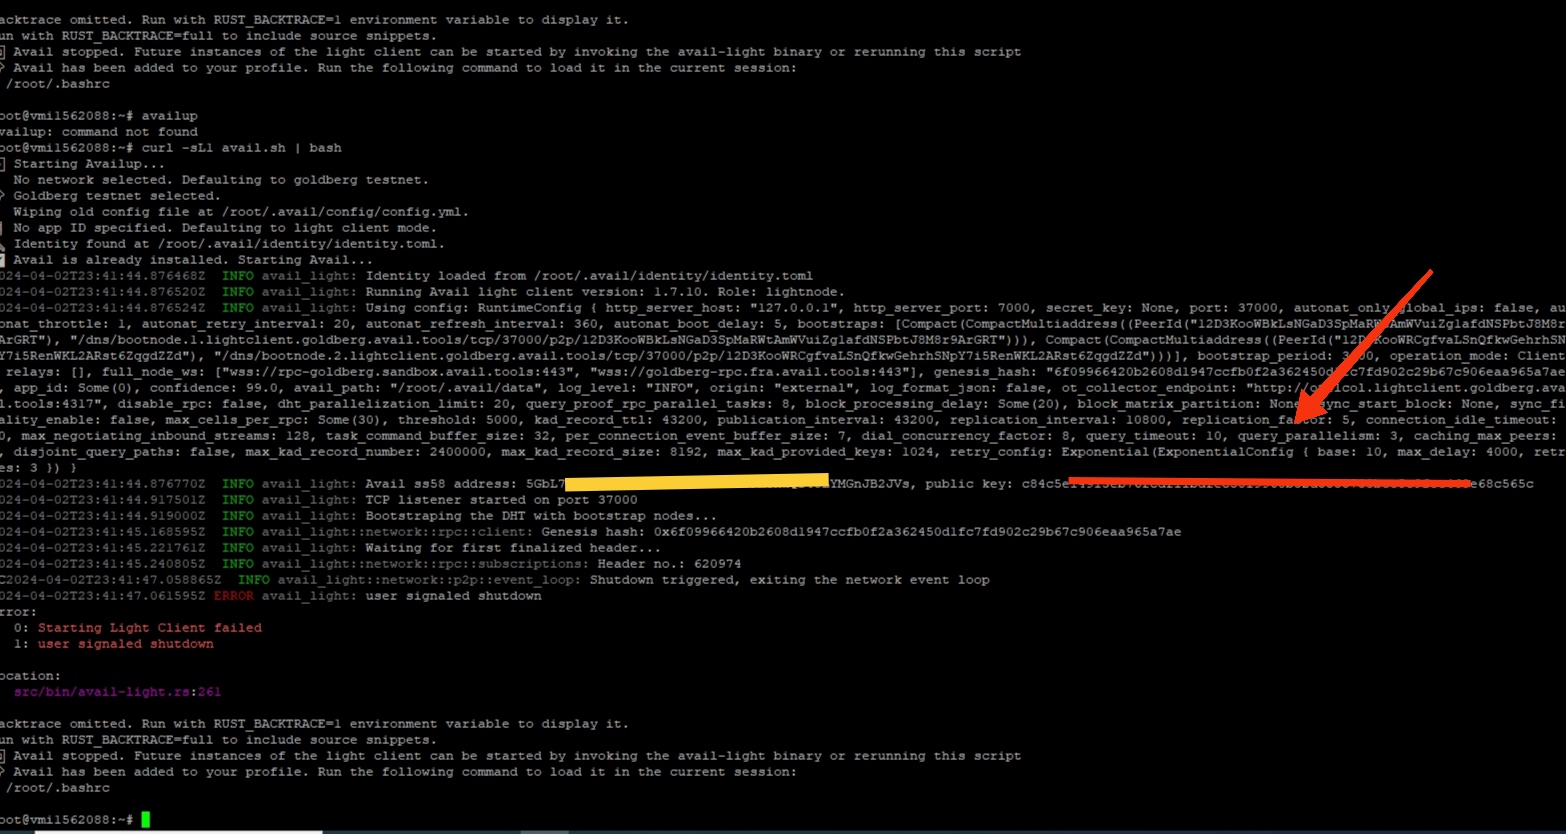 acktrace omitted. Run with RUST_BACKTRACE=1 environment variable to display it.
un with RUST_BACKTRACE=full to include source snippets.
Avail stopped. Future instances of the light client can be started by invoking the avail-light binary or rerunning this script
Avail has been added to your profile. Run the following command to load it in the current session:
/root/.bashrc
oot@vmi1562088:~# availup
vailup: command not found
oot@vmi1562088:~# curl -sL1 avail.sh | bash
Starting Availup...
No network selected. Defaulting to goldberg testnet.
Goldberg testnet selected.
Wiping old config file at /root/.avail/config/config.yml.
No app ID specified. Defaulting to light client mode.
Identity found at /root/.avail/identity/identity.toml.
Avail is already installed. Starting Avail...
024-04-02T23:41:44.876468Z INFO avail_light: Identity loaded from /root/.avail/identity/identity.toml
024-04-02T23:41:44.876520Z INFO avail_light: Running Avail light client version: 1.7.10. Role: lightnode.
024-04-02T23:41:44.876524Z INFO avail_light: Using config: RuntimeConfig { http_server_host: "127.0.0.1", http_server_port: 7000, secret_key: None, port: 37000, autonat_only_global_ips: false, au
onat_throttle: 1, autonat_retry_interval: 20, autonat_refresh_interval: 360, autonat_boot_delay: 5, bootstraps: [Compact(CompactMultiaddress((PeerId("12D3KooWBkLsNGaD3SpMaRWtAmWVuiZglafdNSPbtJ8M8r
ArGRT"), "/dns/bootnode.1.lightclient.goldberg.avail.tools/tcp/37000/p2p/12D3KooWBkLsNGaD3SpMaRWtAmWVuiZglafdNSPbtJ8M8r9ArGRT"))), Compact(CompactMultiaddress((PeerId("12D KooWRCgfvaLSnQfkwGehrhSN
Y7i5RenWKL2ARst6ZqgdZZd"), "/dns/bootnode.2.lightclient.goldberg.avail.tools/tcp/37000/p2p/12D3KooWRCgfvaLSnQfkwGehrhSNpY7i5RenWKL2ARst6ZqgdZZd")))], bootstrap_period: operation_mode: Client
relays: [], full_node_ws: ["wss://rpc-goldberg.sandbox.avail.tools:443", "wss://goldberg-rpc.fra.avail.tools:443"], genesis_hash: "6f09966420b2608d1947ccfb0f2a362450d c7fd902c29b67c906eaa965a7ae
, app_id: Some(0), confidence: 99.0, avail_path: "/root/.avail/data", log_level: "INFO", origin: "external", log_format_json: false, ot_collector_endpoint: "http:/ lcol.lightclient.goldberg.ava
l.tools:4317", disable_rpc: false, dht_parallelization_limit: 20, query_proof_rpc_parallel_tasks: 8, block_processing_delay: Some(20), block_matrix_partition: None, sync_start_block: None, sync_fi
ality_enable: false, max_cells_per_rpc: Some(30), threshold: 5000, kad_record_ttl: 43200, publication_interval: 43200, replication_interval: 10800, replication_factor: 5, connection_idle_timeout:
0, max_negotiating_inbound_streams: 128, task_command_buffer_size: 32, per_connection_event_buffer_size: 7, dial_concurrency_factor: 8, query_timeout: 10, query_parallelism: 3, caching_max_peers:
, disjoint_query_paths: false, max_kad_record_number: 2400000, max_kad_record_size: 8192, max_kad_provided_keys: 1024, retry_config: Exponential(ExponentialConfig { base: 10, max_delay: 4000, retr
es: 3 }) }
024-04-02T23:41:44.876770Z INFO avail_light: Avail ss58 address: 5GbL7 YMGnJB2JVs, public key: c84c5e e68c565c
024-04-02T23:41:44.917501Z INFO avail_light: TCP listener started on port 37000
024-04-02T23:41:44.919000Z INFO avail_light: Bootstraping the DHT with bootstrap nodes...
024-04-02T23:41:45.168595Z INFO avail_light::network::rpc::client: Genesis hash: 0x6f09966420b2608d1947ccfb0f2a362450d1fc7fd902c29b67c906eaa965a7ae
024-04-02T23:41:45.221761Z INFO avail_light: Waiting for first finalized header...
024-04-02T23:41:45.240805Z INFO avail_light::network::rpc::subscriptions: Header no.: 620974
C2024-04-02T23:41:47.058865Z INFO avail_light::network::p2p::event_loop: Shutdown triggered, exiting the network event loop
024-04-02T23:41:47.061595Z ERROR avail_light: user signaled shutdown
rror:
0: Starting Light Client failed
1: user signaled shutdown
ocation:
src/bin/avail-light.rs:261
acktrace omitted. Run with RUST_BACKTRACE=1 environment variable to display it.
un with RUST_BACKTRACE=full to include source snippets.
Avail stopped. Future instances of the light client can be started by invoking the avail-light binary or rerunning this script
Avail has been added to your profile. Run the following command to load it in the current session:
/root/.bashrc
oot@vmi1562088:~#